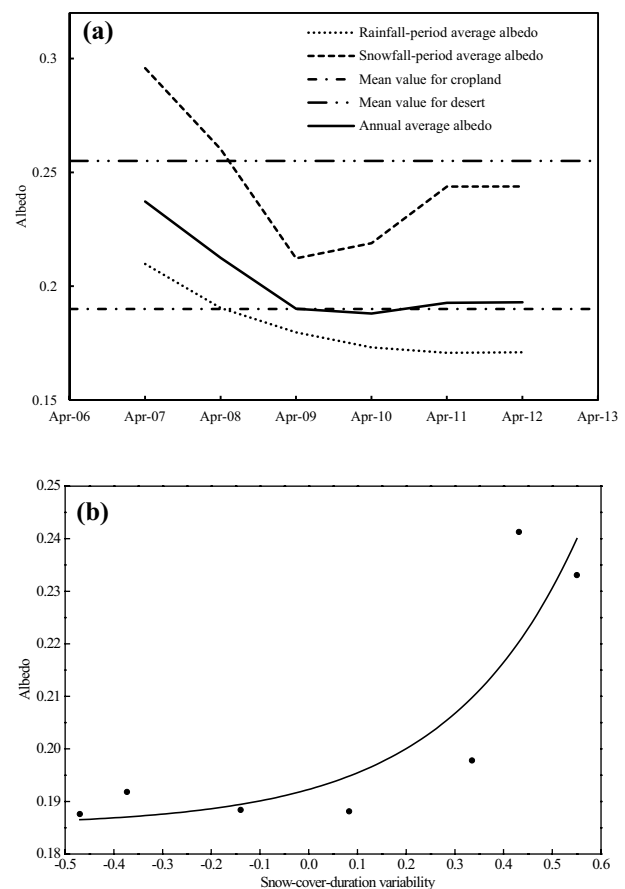 (a)
Rainfall-period average albedo
Snowfall-period average albedo
Mean value for cropland
Mean value for desert
Annual average albedo
0.3
0.25
0.2
0.15
Albedo
Apr-06 Apr-07 Apr-08 Apr-09 Apr-10 Apr-11 Apr-12 Apr-13
(b)
0.25
0.24
0.23
0.22
0.21
0.20
0.19
0.18
Albedo
-0.5 -0.4 -0.3 -0.2 -0.1 0.0 0.1 0.2 0.3 0.4 0.5 0.6
Snow-cover-duration variability